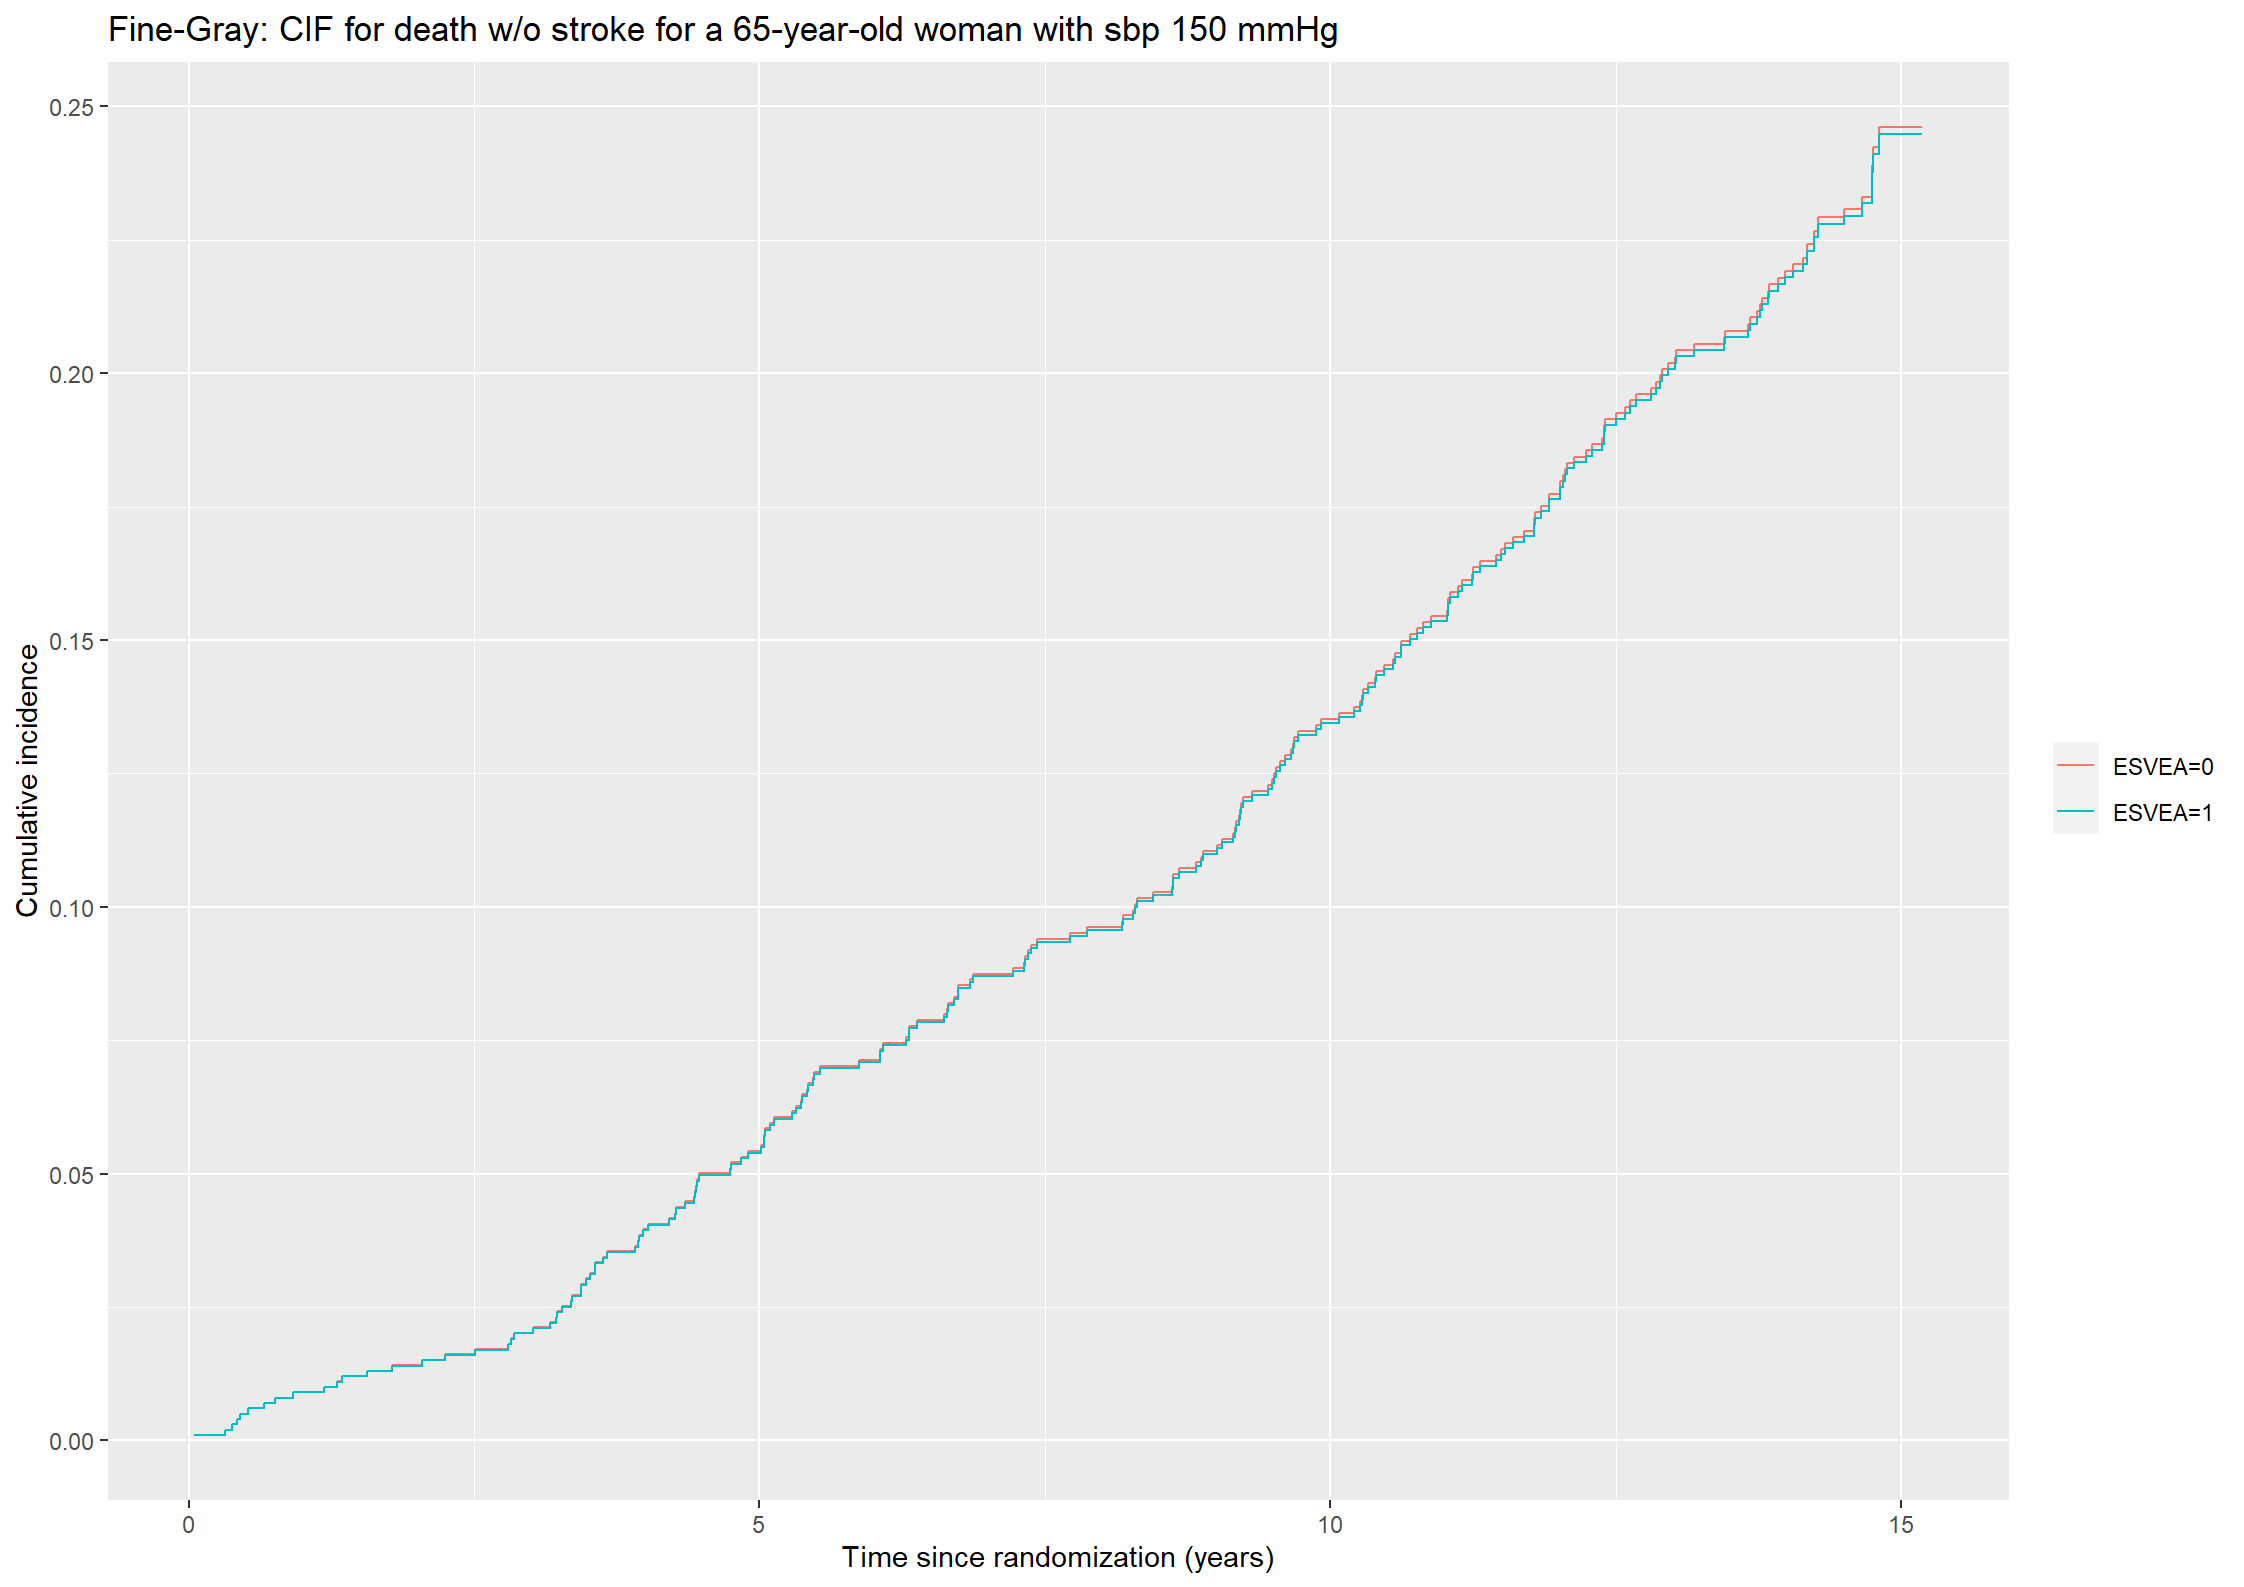 Fine-Gray: CIF for death w/o stroke for a 65-year-old woman with sbp 150 mmHg
Cumulative incidence
0.25
0.20
0.15
0.10
0.05
0.00
0
5
10
15
Time since randomization (years)
ESVEA=0
ESVEA=1